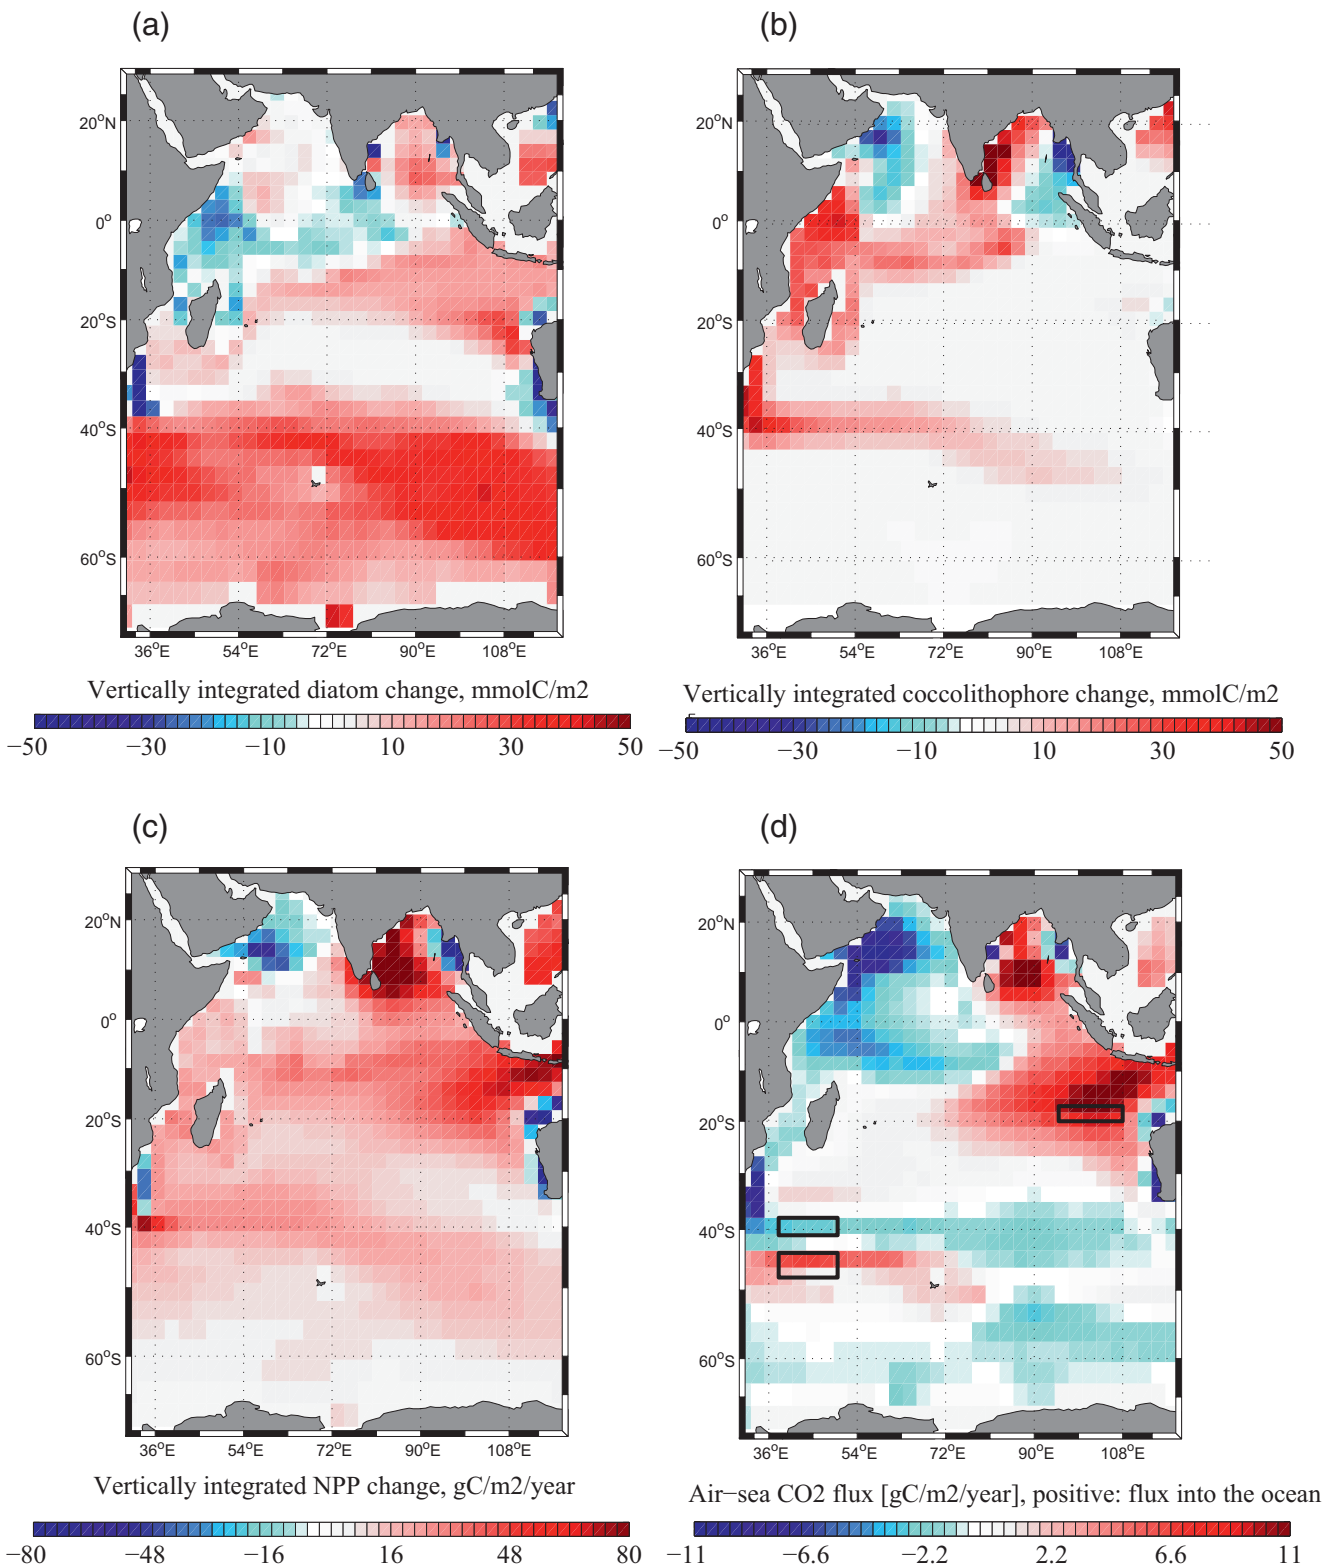 (a)
20°N
0°
20°S
40°S
60°S
36°E 54°E 72°E 90°E 108°E
Vertically integrated diatom change, mmolC/m2
−50 −30 −10 10 30 50
(b)
20°N
0°
20°S
40°S
60°S
36°E 54°E 72°E 90°E 108°E
Vertically integrated coccolithophore change, mmolC/m2
−50 −30 −10 10 30 50
(c)
20°N
0°
20°S
40°S
60°S
36°E 54°E 72°E 90°E 108°E
Vertically integrated NPP change, gC/m2/year
−80 −48 −16 16 48 80
(d)
20°N
0°
20°S
40°S
60°S
36°E 54°E 72°E 90°E 108°E
Air−sea CO2 flux [gC/m2/year], positive: flux into the ocean
−11 −6.6 −2.2 2.2 6.6 11